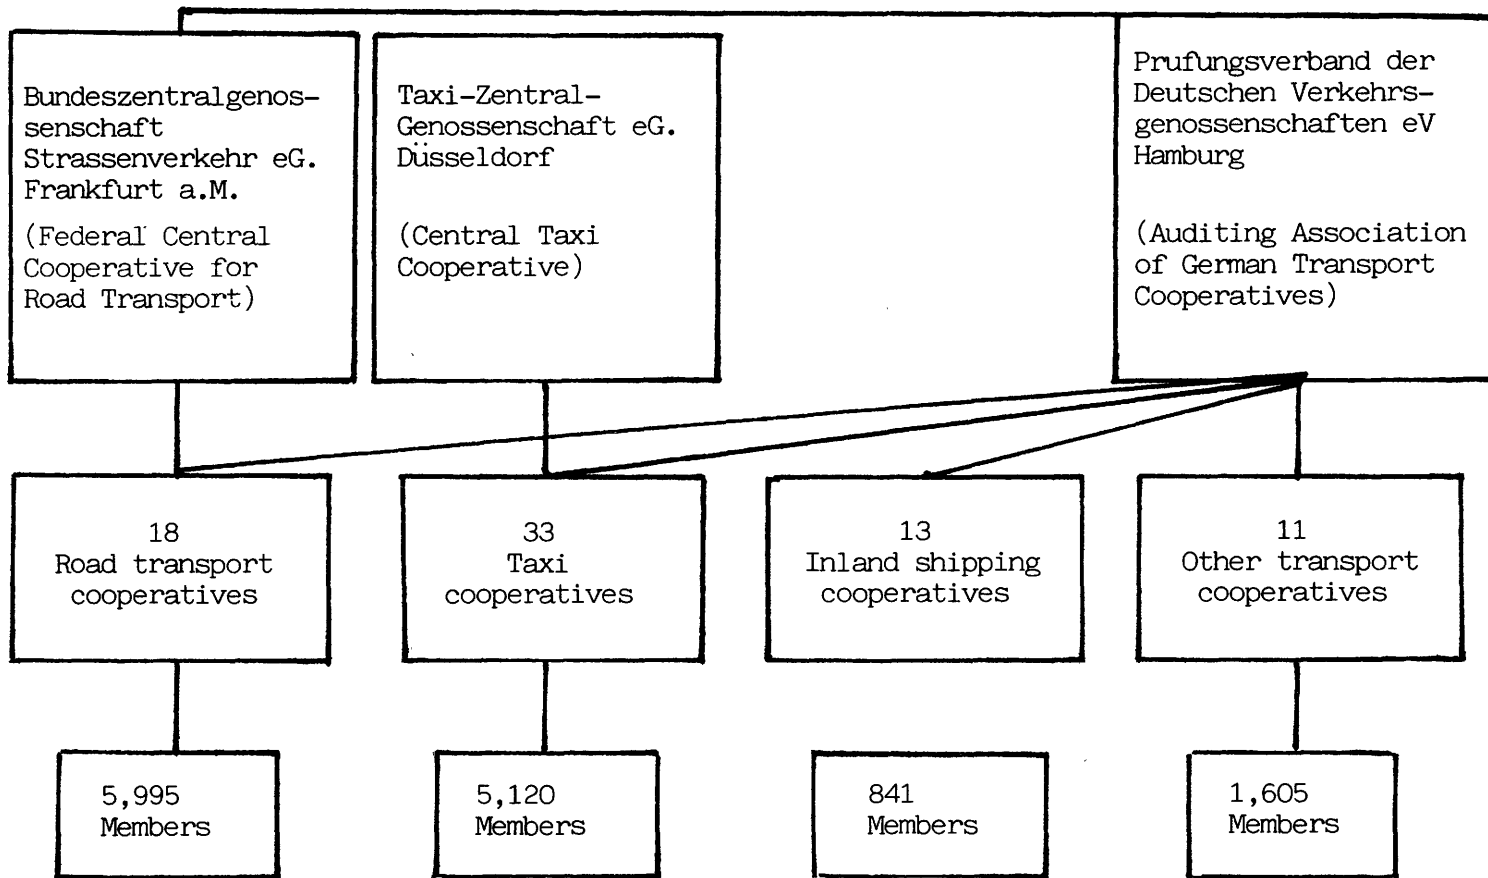 Bundeszentralgenos-
senschaft
Strassenverkehr eG.
Frankfurt a.M.
(Federal Central
Cooperative for
Road Transport)
Taxi-Zentral-
Genossenschaft eG.
Düsseldorf
(Central Taxi
Cooperative)
Prufungsverband der
Deutschen Verkehrs-
genossenschaften eV
Hamburg
(Auditing Association
of German Transport
Cooperatives)
18
Road transport
cooperatives
33
Taxi
cooperatives
13
Inland shipping
cooperatives
11
Other transport
cooperatives
5,995
Members
5,120
Members
841
Members
1,605
Members